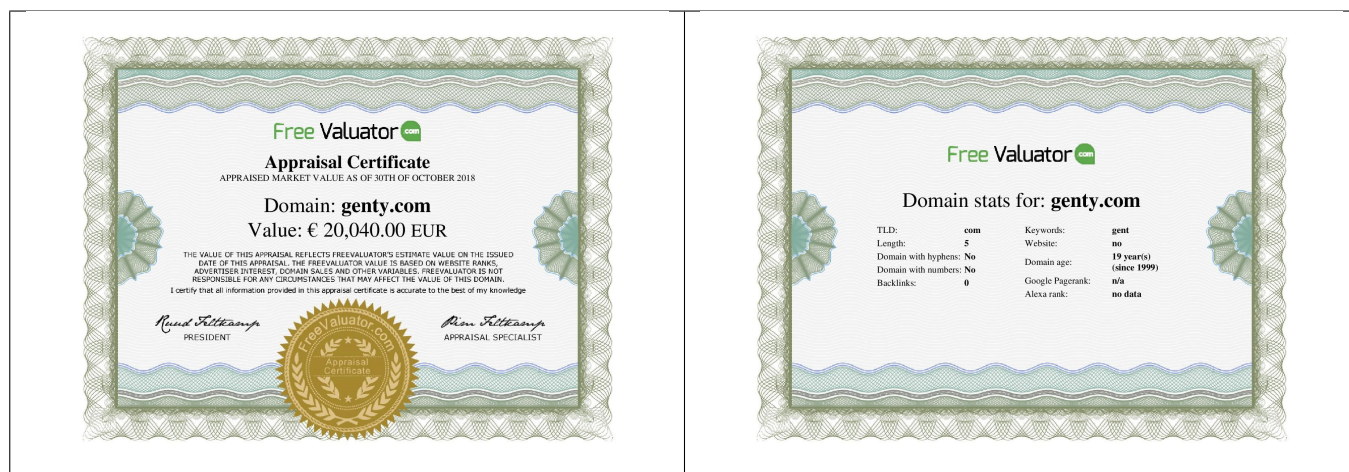 Free Valuator com
Appraisal Certificate
APPRAISED MARKET VALUE AS OF 30TH OF OCTOBER 2018
Domain: genty.com
Value: € 20,040.00 EUR
THE VALUE OF THIS APPRAISAL REFLECTS FREEVALUATOR'S ESTIMATE VALUE ON THE ISSUED
DATE OF THIS APPRAISAL. THE FREEVALUATOR VALUE IS BASED ON WEBSITE RANKS,
ADVERTISER INTEREST, DOMAIN SALES AND OTHER VARIABLES. FREEVALUATOR IS NOT
RESPONSIBLE FOR ANY CIRCUMSTANCES THAT MAY AFFECT THE VALUE OF THIS DOMAIN.
I certify that all information provided in this appraisal certificate is accurate to the best of my knowledge
Ruud Feltkamp
PRESIDENT
Pim Feltkamp
APPRAISAL SPECIALIST
FreeValuator.com
Appraisal
Certificate
Free Valuator com
Domain stats for: genty.com
TLD: com
Length: 5
Domain with hyphens: No
Domain with numbers: No
Backlinks: 0
Keywords: gent
Website: no
Domain age: 19 year(s)
(since 1999)
Google Pagerank: n/a
Alexa rank: no data